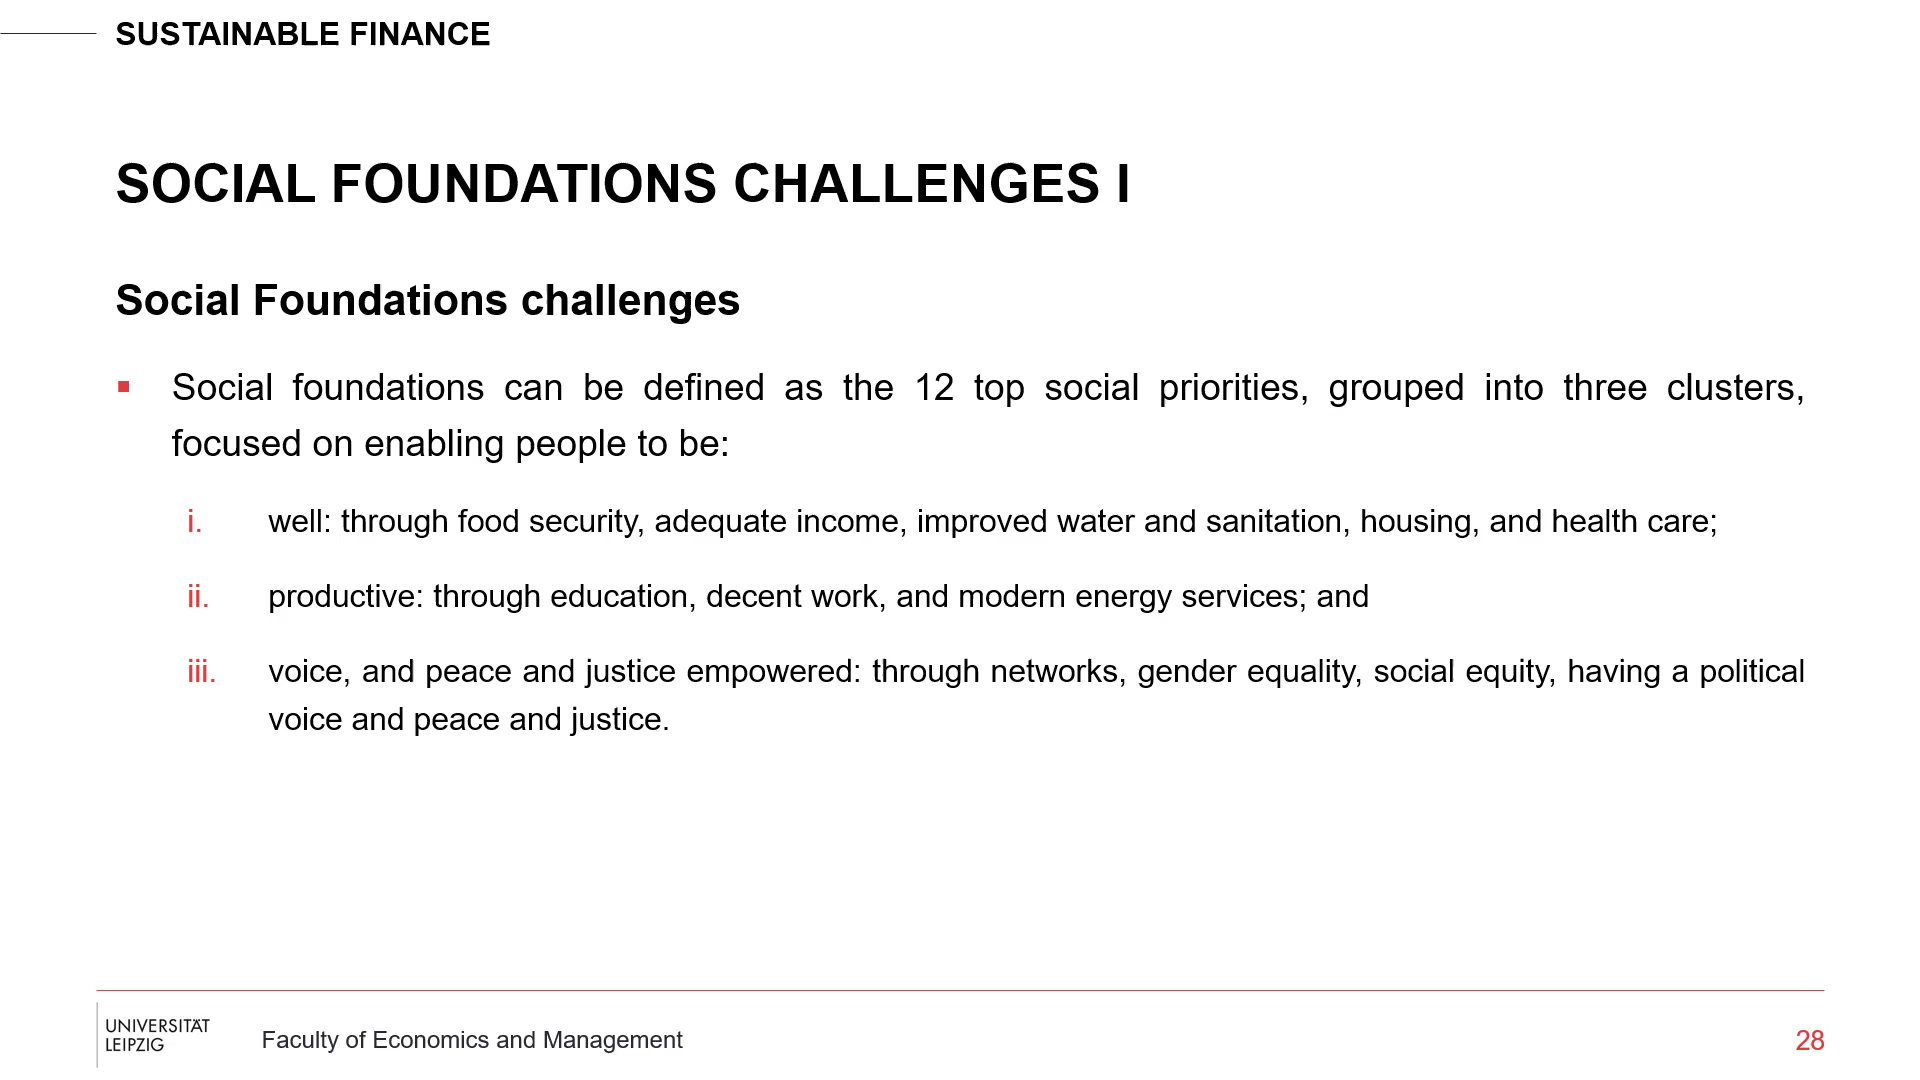 SUSTAINABLE FINANCE
SOCIAL FOUNDATIONS CHALLENGES I
Social Foundations challenges
▪ Social foundations can be defined as the 12 top social priorities, grouped into three clusters,
focused on enabling people to be:
i. well: through food security, adequate income, improved water and sanitation, housing, and health care;
ii. productive: through education, decent work, and modern energy services; and
iii. voice, and peace and justice empowered: through networks, gender equality, social equity, having a political
voice and peace and justice.
UNIVERSITÄT
LEIPZIG
Faculty of Economics and Management
28